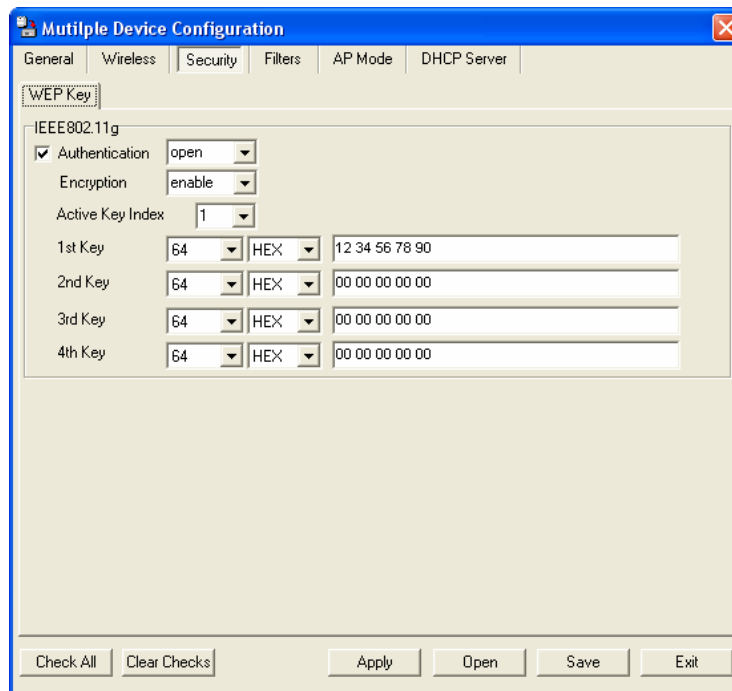 Mutilple Device Configuration
General Wireless Security Filters AP Mode DHCP Server
WEP Key
IEEE802.11g
Authentication open
Encryption enable
Active Key Index 1
1st Key 64 HEX 12 34 56 78 90
2nd Key 64 HEX 00 00 00 00 00
3rd Key 64 HEX 00 00 00 00 00
4th Key 64 HEX 00 00 00 00 00
Check All Clear Checks Apply Open Save Exit